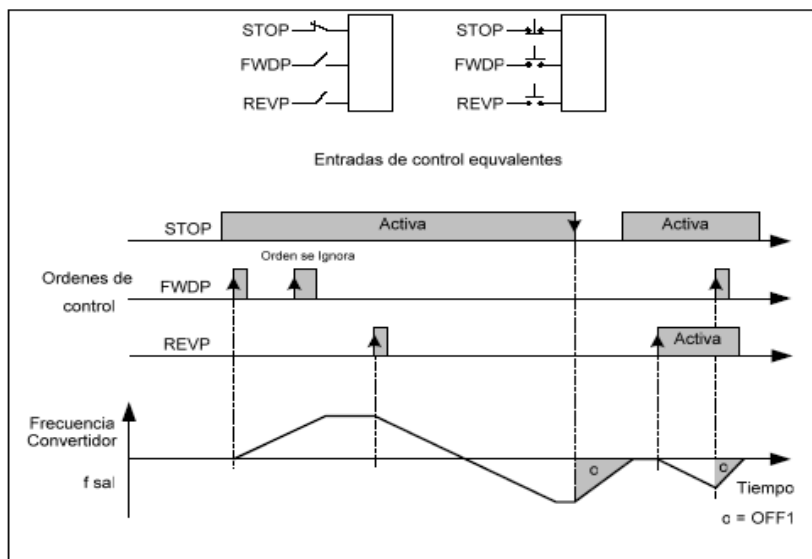 STOP
FWDP
REVP
STOP
FWDP
REVP
Entradas de control equvalentes
STOP
Activa
Activa
Orden se Ignora
Ordenes de
control
FWDP
REVP
Activa
Frecuencia
Convertidor
f sal
o
o
Tiempo
o = OFF1